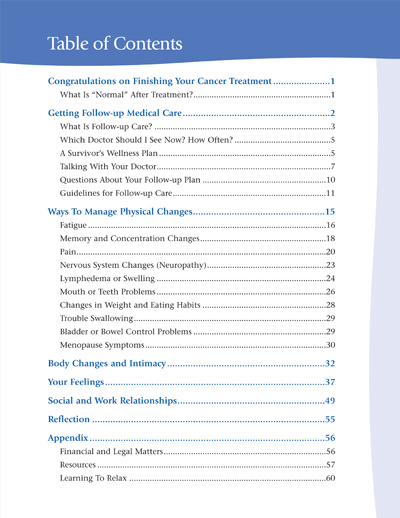 Table of Contents
Congratulations on Finishing Your Cancer Treatment.......................1
What Is “Normal” After Treatment?..................................................1
Getting Follow-up Medical Care........................................................2
What Is Follow-up Care? ..................................................................3
Which Doctor Should I See Now? How Often? ...................................5
A Survivor's Wellness Plan................................................................5
Talking With Your Doctor.................................................................7
Questions About Your Follow-up Plan .............................................10
Guidelines for Follow-up Care.........................................................11
Ways To Manage Physical Changes...................................................15
Fatigue.........................................................................................16
Memory and Concentration Changes...............................................18
Pain..............................................................................................20
Nervous System Changes (Neuropathy)............................................23
Lymphedema or Swelling ...............................................................24
Mouth or Teeth Problems...............................................................26
Changes in Weight and Eating Habits .............................................28
Trouble Swallowing........................................................................29
Bladder or Bowel Control Problems ................................................29
Menopause Symptoms....................................................................30
Body Changes and Intimacy.............................................................32
Your Feelings..................................................................................37
Social and Work Relationships.........................................................49
Reflection ......................................................................................55
Appendix........................................................................................56
Financial and Legal Matters............................................................56
Resources .....................................................................................57
Learning To Relax .........................................................................60